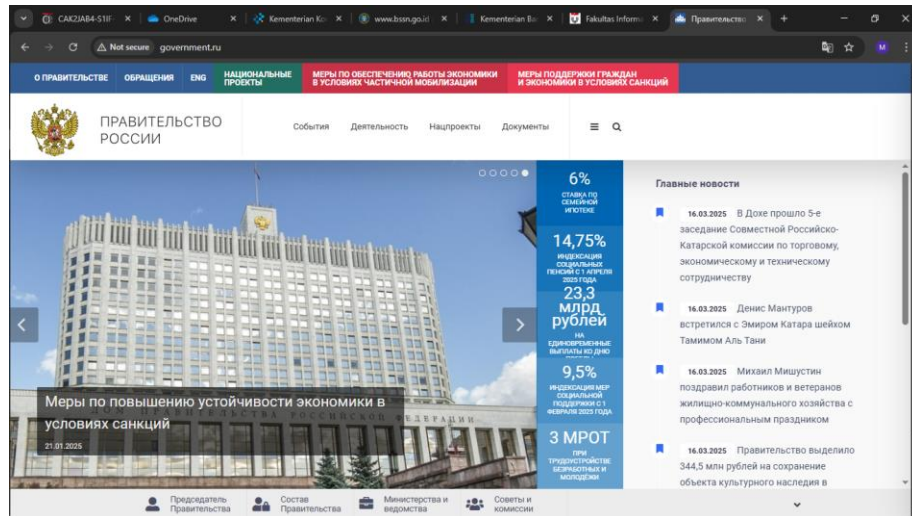 CAK2JAB4-S1IF-
OneDrive
Kementerian Ko
www.bssn.go.id
Kementerian Ba
Fakultas Inform
Правительство
Not secure
government.ru
M
О ПРАВИТЕЛЬСТВЕ
ОБРАЩЕНИЯ
ENG
НАЦИОНАЛЬНЫЕ
ПРОЕКТЫ
МЕРЫ ПО ОБЕСПЕЧЕНИЮ РАБОТЫ ЭКОНОМИКИ
В УСЛОВИЯХ ЧАСТИЧНОЙ МОБИЛИЗАЦИИ
МЕРЫ ПОДДЕРЖКИ ГРАЖДАН
И ЭКОНОМИКИ В УСЛОВИЯХ САНКЦИЙ
ПРАВИТЕЛЬСТВО
РОССИИ
События
Деятельность
Нацпроекты
Документы
6%
СТАВКА ПО
СЕМЕЙНОЙ
ИПОТЕКЕ
14,75%
ИНДЕКСАЦИЯ
СОЦИАЛЬНЫХ
ПЕНСИЙ С 1 АПРЕЛЯ
2025 ГОДА
23,3
МЛРД
рублей
НА
ЕДИНОВРЕМЕННЫЕ
ВЫПЛАТЫ КО ДНЮ
9,5%
ИНДЕКСАЦИЯ МЕР
СОЦИАЛЬНОЙ
ПОДДЕРЖКИ С 1
ФЕВРАЛЯ 2025 ГОДА
3 МРОТ
ПРИ
ТРУДОУСТРОЙСТВЕ
БЕЗРАБОТНЫХ И
МОЛОДЁЖИ
ДОМ ПРАВИТЕЛЬСТВА РОССИЙСКОЙ ФЕДЕРАЦИИ
Меры по повышению устойчивости экономики в
условиях санкций
21.01.2025
Главные новости
16.03.2025 В Дохе прошло 5-е
заседание Совместной Российско-
Катарской комиссии по торговому,
экономическому и техническому
сотрудничеству
16.03.2025 Денис Мантуров
встретился с Эмиром Катара шейхом
Тамимом Аль Тани
16.03.2025 Михаил Мишустин
поздравил работников и ветеранов
жилищно-коммунального хозяйства с
профессиональным праздником
16.03.2025 Правительство выделило
344,5 млн рублей на сохранение
объекта культурного наследия в
Председатель
Правительства
Состав
Правительства
Министерства и
ведомства
Советы и
комиссии